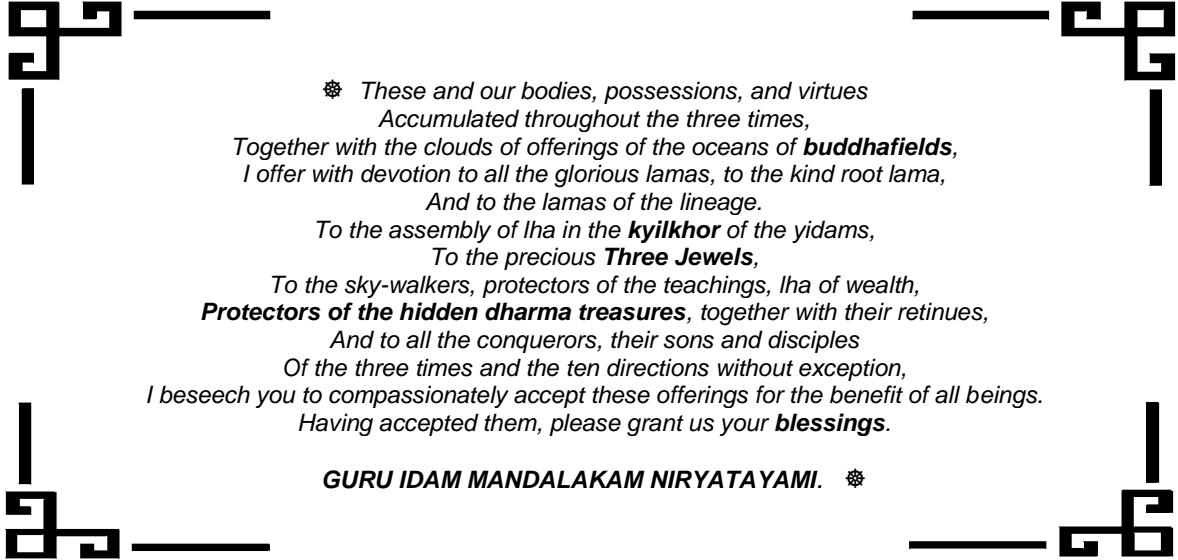 ☸ These and our bodies, possessions, and virtues
Accumulated throughout the three times,
Together with the clouds of offerings of the oceans of buddhafields,
I offer with devotion to all the glorious lamas, to the kind root lama,
And to the lamas of the lineage.
To the assembly of lha in the kyilkhor of the yidams,
To the precious Three Jewels,
To the sky-walkers, protectors of the teachings, lha of wealth,
Protectors of the hidden dharma treasures, together with their retinues,
And to all the conquerors, their sons and disciples
Of the three times and the ten directions without exception,
I beseech you to compassionately accept these offerings for the benefit of all beings.
Having accepted them, please grant us your blessings.
GURU IDAM MANDALAKAM NIRYATAYAMI. ☸